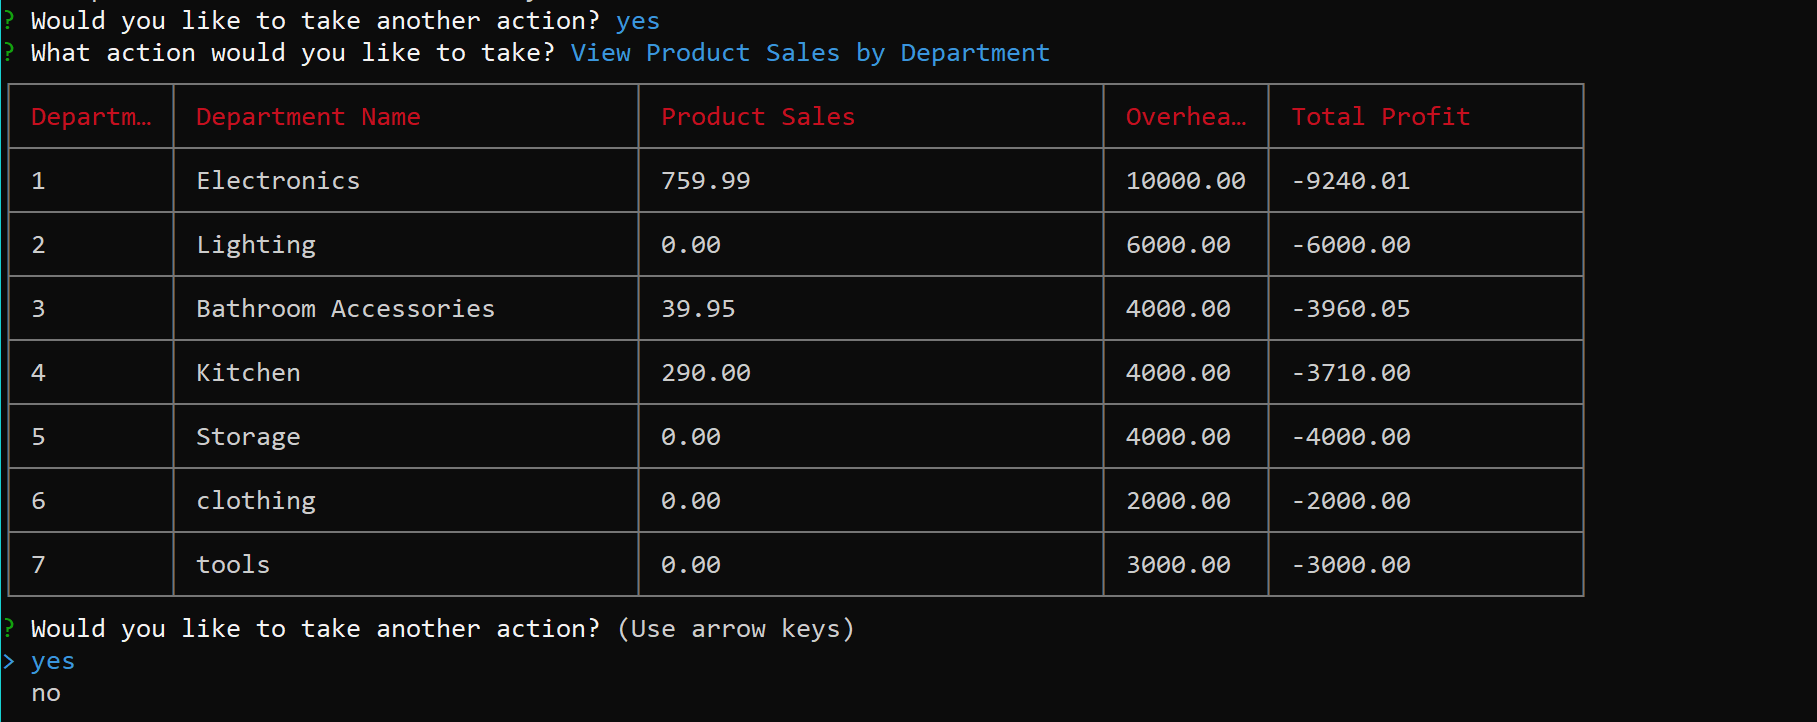 ? Would you like to take another action? yes
? What action would you like to take? View Product Sales by Department
Departm… Department Name Product Sales Overhea… Total Profit
1 Electronics 759.99 10000.00 -9240.01
2 Lighting 0.00 6000.00 -6000.00
3 Bathroom Accessories 39.95 4000.00 -3960.05
4 Kitchen 290.00 4000.00 -3710.00
5 Storage 0.00 4000.00 -4000.00
6 clothing 0.00 2000.00 -2000.00
7 tools 0.00 3000.00 -3000.00
? Would you like to take another action? (Use arrow keys)
> yes
no